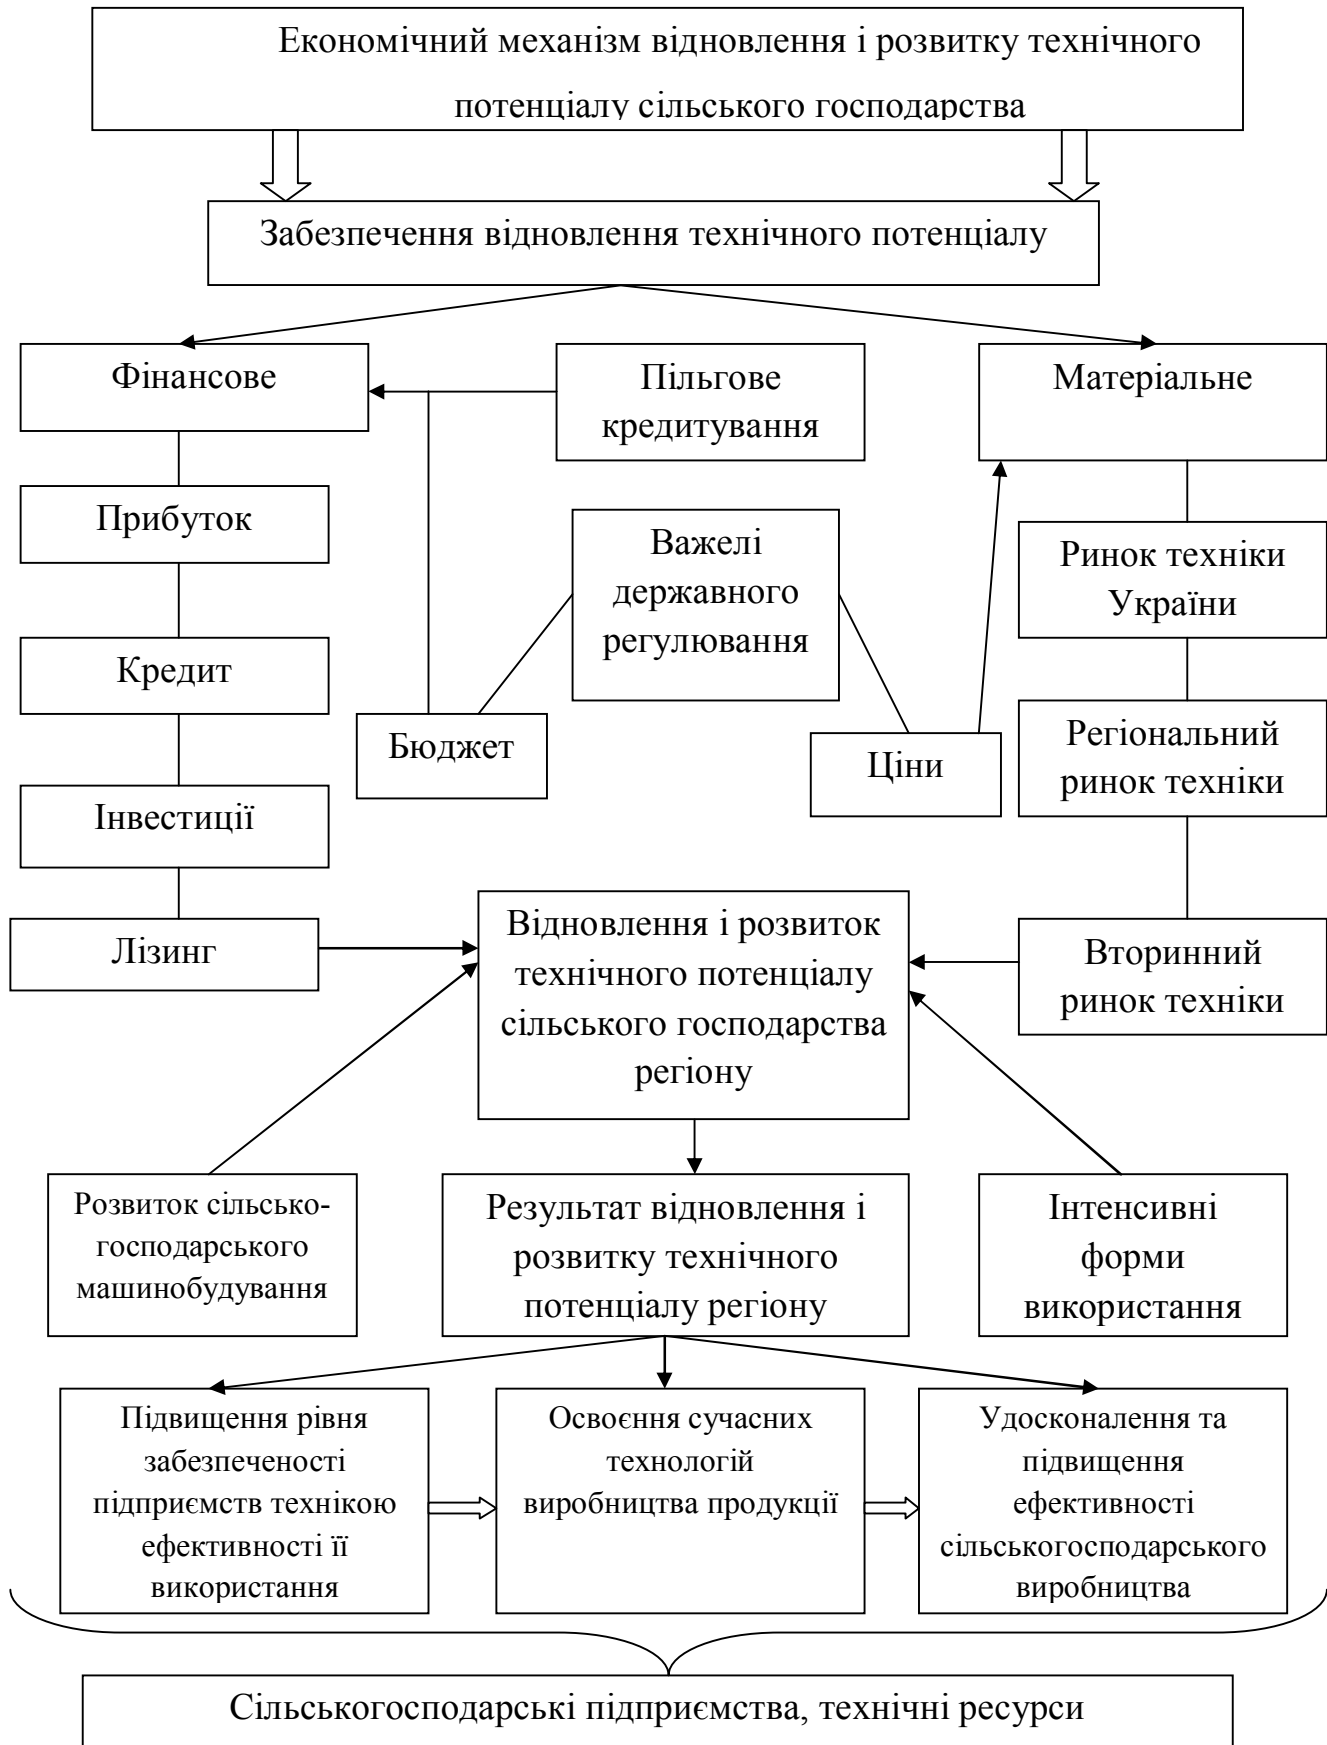 Економічний механізм відновлення і розвитку технічного
потенціалу сільського господарства
Забезпечення відновлення технічного потенціалу
Фінансове
Пільгове
кредитування
Матеріальне
Прибуток
Важелі
державного
регулювання
Ринок техніки
України
Кредит
Бюджет
Ціни
Регіональний
ринок техніки
Інвестиції
Лізинг
Відновлення і розвиток
технічного потенціалу
сільського господарства
регіону
Вторинний
ринок техніки
Розвиток сільсько-
господарського
машинобудування
Результат відновлення і
розвитку технічного
потенціалу регіону
Інтенсивні
форми
використання
Підвищення рівня
забезпеченості
підприємств технікою
ефективності її
використання
Освоєння сучасних
технологій
виробництва продукції
Удосконалення та
підвищення
ефективності
сільськогосподарського
виробництва
Сільськогосподарські підприємства, технічні ресурси